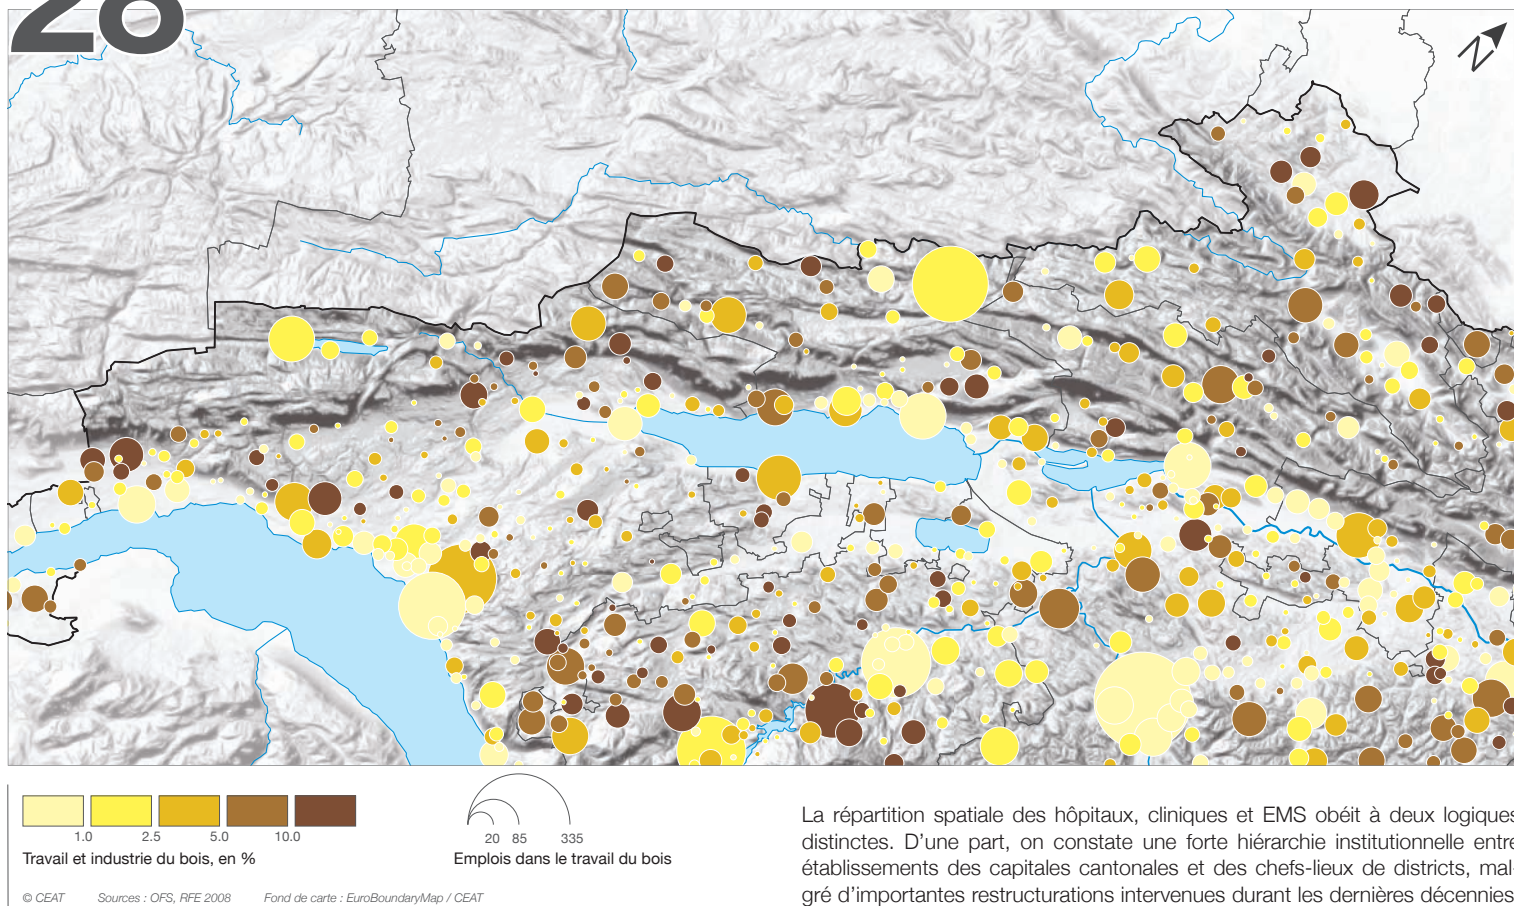 28
N
1.0 2.5 5.0 10.0
Travail et industrie du bois, en %
20 85 335
Emplois dans le travail du bois
© CEAT Sources : OFS, RFE 2008 Fond de carte : EuroBoundaryMap / CEAT
La répartition spatiale des hôpitaux, cliniques et EMS obéit à deux logiques
distinctes. D'une part, on constate une forte hiérarchie institutionnelle entre
établissements des capitales cantonales et des chefs-lieux de districts, mal-
gré d'importantes restructurations intervenues durant les dernières décennies.